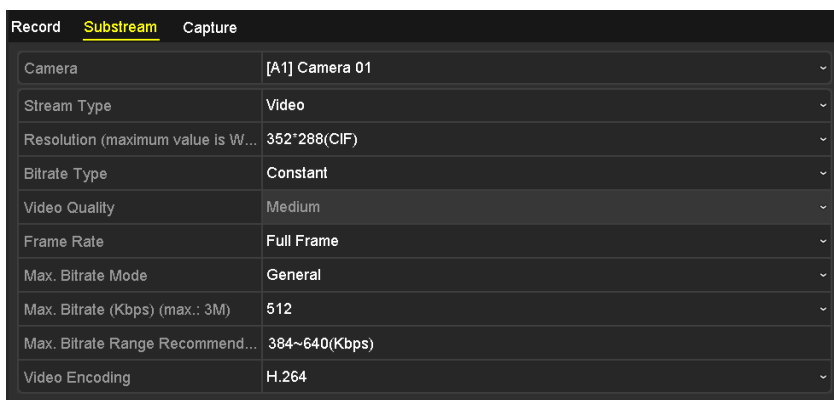 Record Substream Capture
Camera [A1] Camera 01
Stream Type Video
Resolution (maximum value is W... 352*288(CIF)
Bitrate Type Constant
Video Quality Medium
Frame Rate Full Frame
Max. Bitrate Mode General
Max. Bitrate (Kbps) (max.: 3M) 512
Max. Bitrate Range Recommend... 384~640(Kbps)
Video Encoding H.264